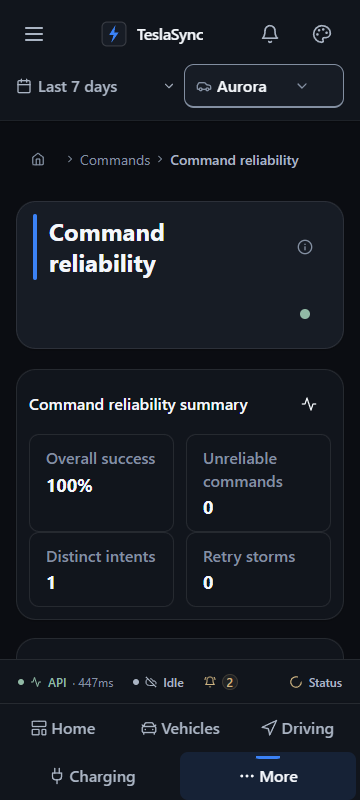 TeslaSync
Last 7 days
Aurora
Commands
Command reliability
Command
reliability
Command reliability summary
Overall success
100%
Unreliable
commands
0
Distinct intents
1
Retry storms
0
API · 447ms
Idle
2
Status
Home
Vehicles
Driving
Charging
More